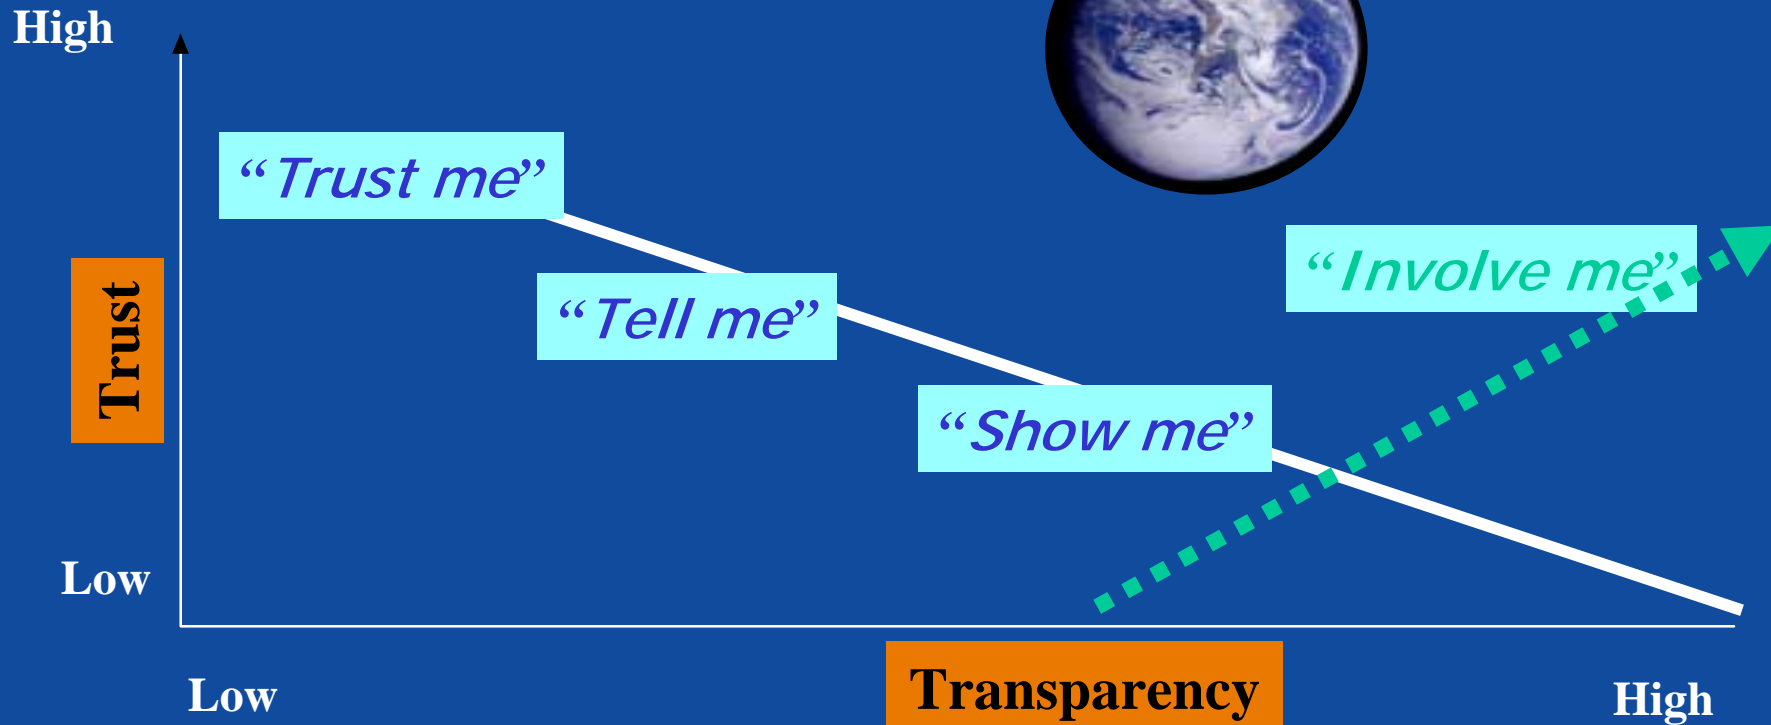 High
“Trust me”
“Involve me”
Trust
“Tell me”
“Show me”
Low
Low
Transparency
High